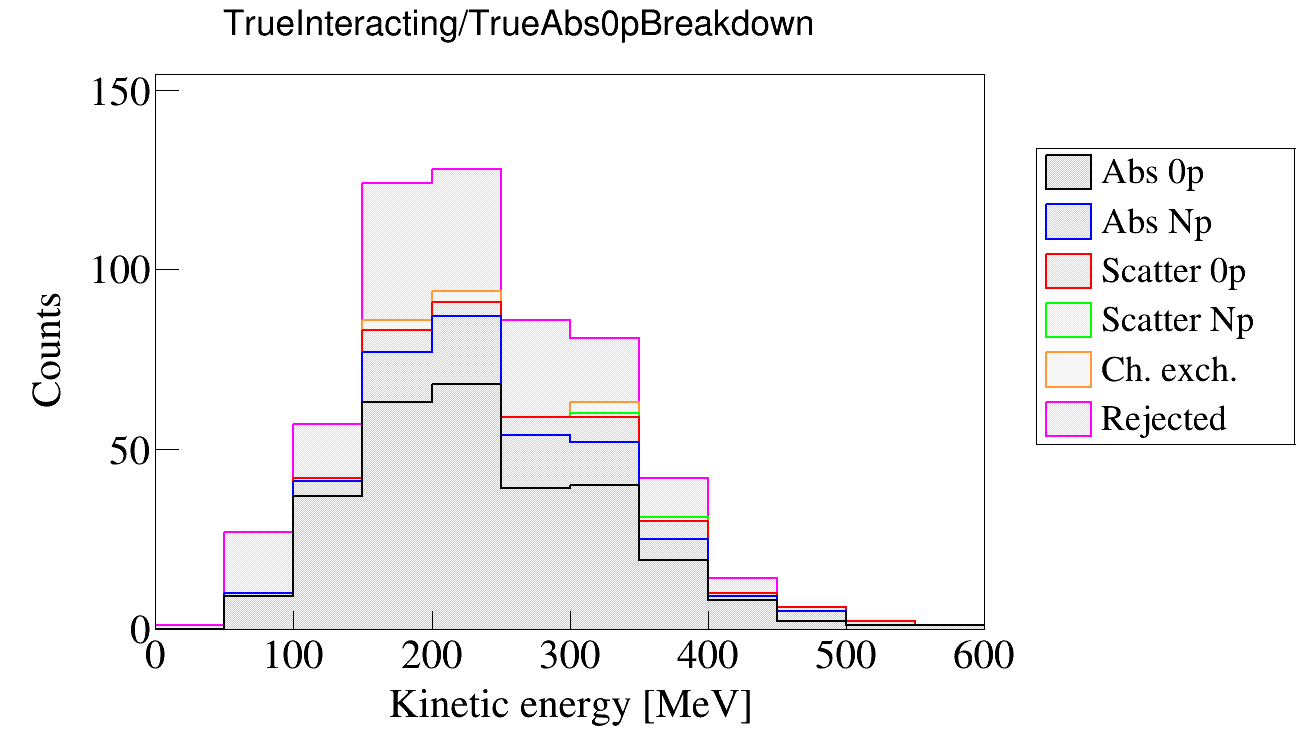 TrueInteracting/TrueAbs0pBreakdown
150
100
50
0
Counts
0 100 200 300 400 500 600
Kinetic energy [MeV]
Abs 0p
Abs Np
Scatter 0p
Scatter Np
Ch. exch.
Rejected